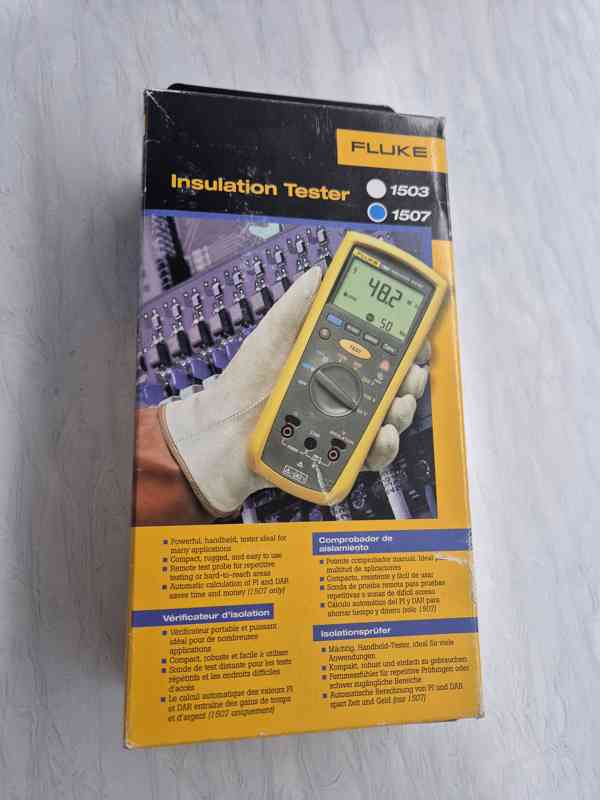 FLUKE
Insulation Tester
1503
1507
FLUKE
48.2
50
TEST
Powerful, handheld, tester ideal for
many applications
Compact, rugged, and easy to use
Remote test probe for repetitive
testing or hard-to-reach areas
Automatic calculation of PI and DAR
saves time and money (1507 only)
Vérificateur d'isolation
Vérificateur portable et puissant
idéal pour de nombreuses
applications
Compact, robuste et facile à utiliser
Sonde de test distante pour les tests
répétitifs et les endroits difficiles
d'accès
Le calcul automatique des valeurs PI
et DAR entraîne des gains de temps
et d'argent (1507 uniquement)
Comprobador de
aislamiento
Potente comprobador manual. Ideal
multitud de aplicaciones
Compacto, resistente y fácil de usar
Sonda de prueba remota para pruebas
repetitivas o zonas de difícil acceso
Cálculo automático del PI y DAR para
ahorrar tiempo y dinero (sólo 1507)
Isolationsprüfer
Mächtig, Handheld-Tester, ideal für viele
Anwendungen
Kompakt, robust und einfach zu gebrauchen
Fernmessfühler für repetitive Prüfungen oder
schwer zugängliche Bereiche
Automatische Berechnung von PI und DAR
spart Zeit und Geld (nur 1507)